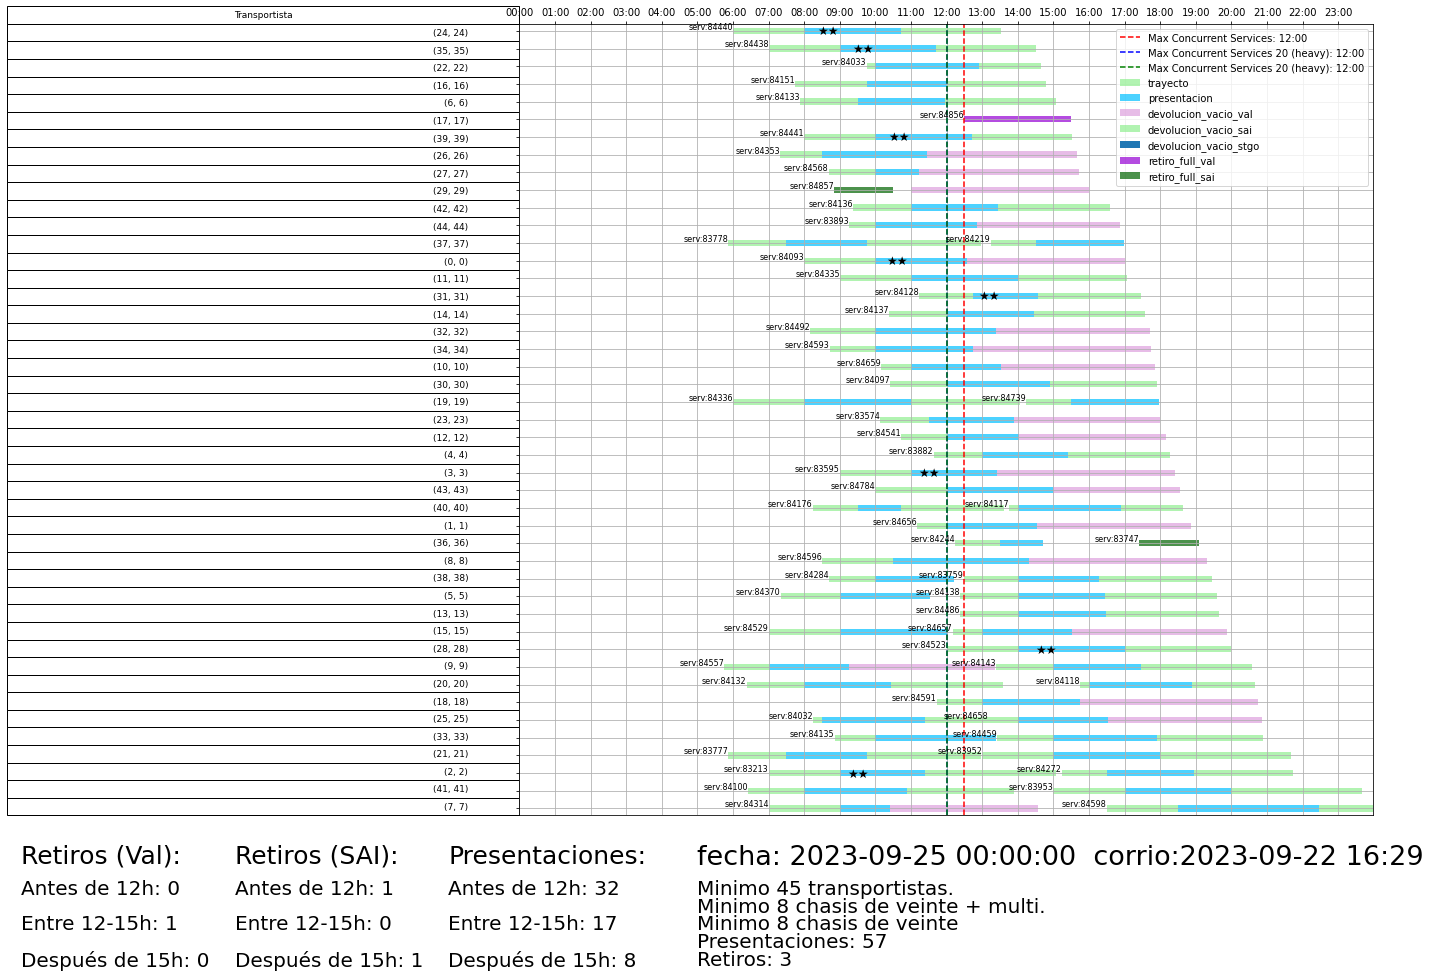 Transportista
00:00 01:00 02:00 03:00 04:00 05:00 06:00 07:00 08:00 09:00 10:00 11:00 12:00 13:00 14:00 15:00 16:00 17:00 18:00 19:00 20:00 21:00 22:00 23:00
(24, 24) serv:84440
(35, 35) serv:84438
(22, 22) serv:84033
(16, 16) serv:84151
(6, 6) serv:84133
(17, 17) serv:84856
(39, 39) serv:84441
(26, 26) serv:84353
(27, 27) serv:84568
(29, 29) serv:84857
(42, 42) serv:84136
(44, 44) serv:83893
(37, 37) serv:83778 serv:84219
(0, 0) serv:84093
(11, 11) serv:84335
(31, 31) serv:84128
(14, 14) serv:84137
(32, 32) serv:84492
(34, 34) serv:84593
(10, 10) serv:84659
(30, 30) serv:84097
(19, 19) serv:84336 serv:84739
(23, 23) serv:83574
(12, 12) serv:84541
(4, 4) serv:83882
(3, 3) serv:83595
(43, 43) serv:84784
(40, 40) serv:84176 serv:84117
(1, 1) serv:84656
(36, 36) serv:84244 serv:83747
(8, 8) serv:84596
(38, 38) serv:84284 serv:83759
(5, 5) serv:84370 serv:84138
(13, 13) serv:84486
(15, 15) serv:84529 serv:84657
(28, 28) serv:84523
(9, 9) serv:84557 serv:84143
(20, 20) serv:84132 serv:84118
(18, 18) serv:84591
(25, 25) serv:84032 serv:84658
(33, 33) serv:84135 serv:84459
(21, 21) serv:83777 serv:83952
(2, 2) serv:83213 serv:84272
(41, 41) serv:84100 serv:83953
(7, 7) serv:84314 serv:84598
Max Concurrent Services: 12:00
Max Concurrent Services 20 (heavy): 12:00
Max Concurrent Services 20 (heavy): 12:00
trayecto
presentacion
devolucion_vacio_val
devolucion_vacio_sai
devolucion_vacio_stgo
retiro_full_val
retiro_full_sai
Retiros (Val):
Antes de 12h: 0
Entre 12-15h: 1
Después de 15h: 0
Retiros (SAI):
Antes de 12h: 1
Entre 12-15h: 0
Después de 15h: 1
Presentaciones:
Antes de 12h: 32
Entre 12-15h: 17
Después de 15h: 8
fecha: 2023-09-25 00:00:00 corrio:2023-09-22 16:29
Minimo 45 transportistas.
Minimo 8 chasis de veinte + multi.
Minimo 8 chasis de veinte
Presentaciones: 57
Retiros: 3